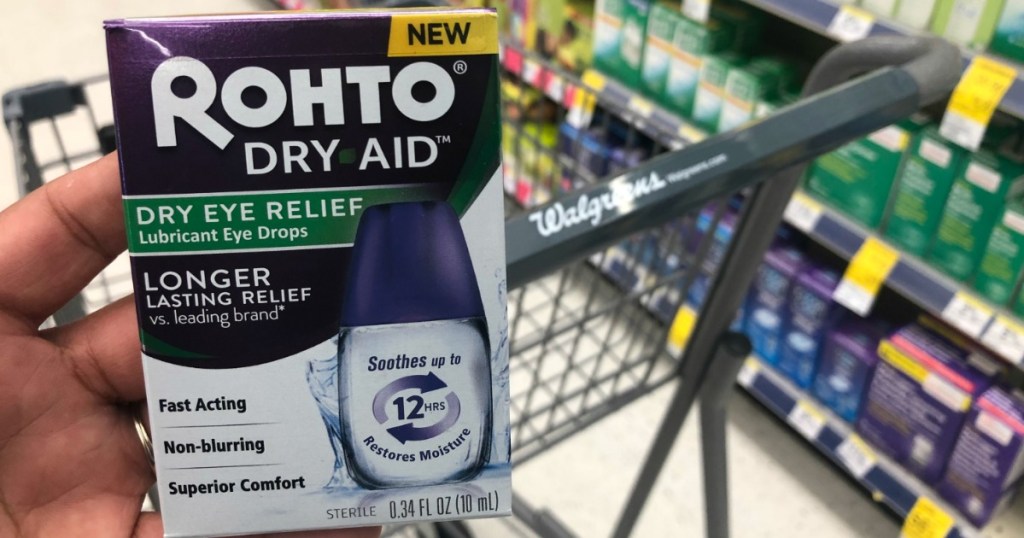 NEW
ROHTO®
DRY AID™
DRY EYE RELIEF
Lubricant Eye Drops
LONGER
LASTING RELIEF
vs. leading brand*
Soothes up to
12 HRS
Restores Moisture
Fast Acting
Non-blurring
Superior Comfort
STERILE 0.34 FL OZ (10 mL)
Walgreens